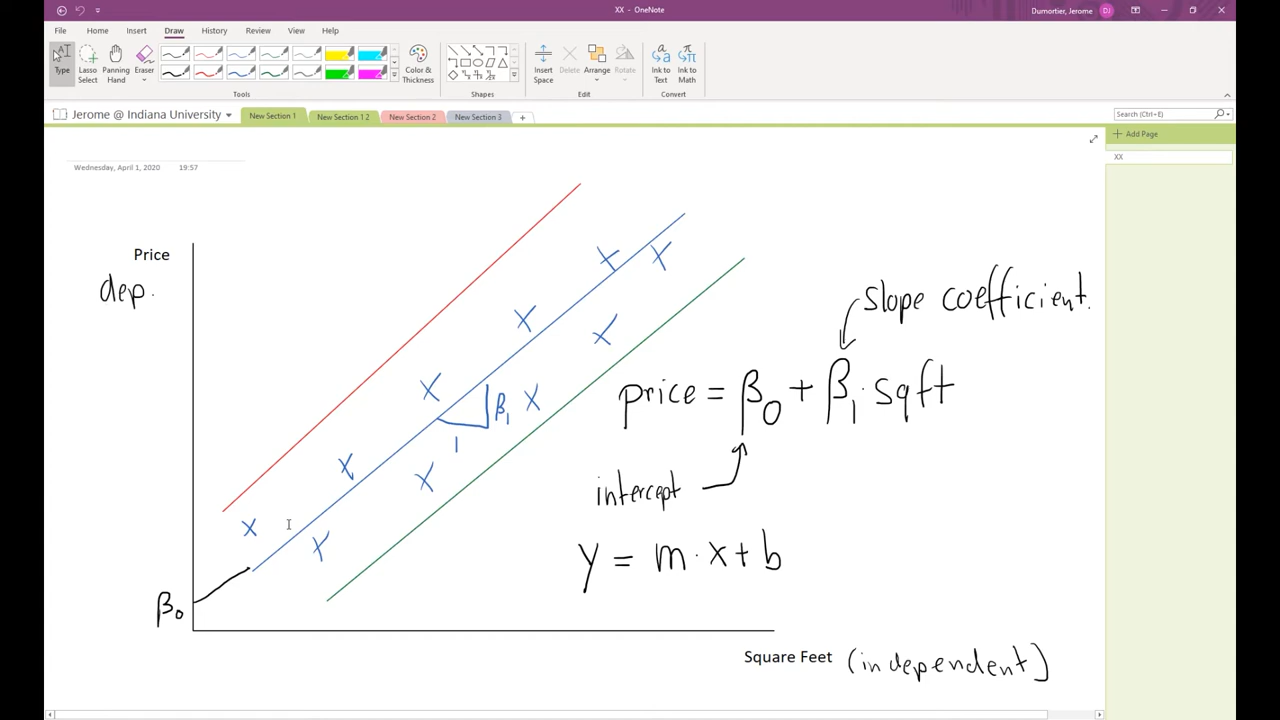 XX - OneNote
Dumortier, Jerome DJ
File Home Insert Draw History Review View Help
Type
Lasso Select
Panning Hand
Eraser
Color & Thickness
Insert Space
Delete
Arrange
Rotate
Ink to Text
Ink to Math
Tools
Shapes
Edit
Convert
Jerome @ Indiana University
New Section 1
New Section 1 2
New Section 2
New Section 3
Search (Ctrl+E)
Add Page
XX
Wednesday, April 1, 2020 19:57
Price
dep.
slope coefficient.
price = β₀ + β₁ · sqft
β₁
1
intercept
y = m · x + b
β₀
Square Feet (independent)
X X X X X X X X X X